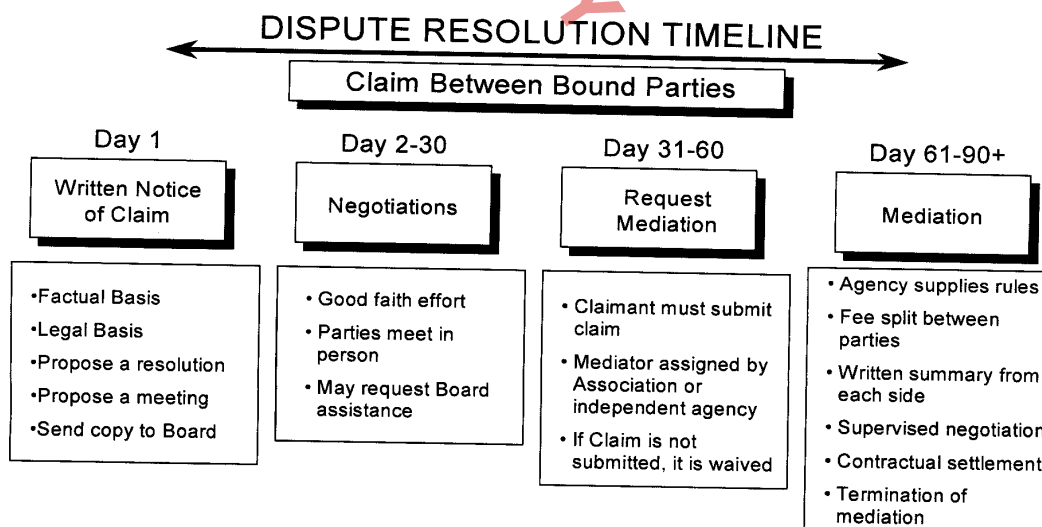 DISPUTE RESOLUTION TIMELINE
Claim Between Bound Parties
Day 1
Written Notice
of Claim
•Factual Basis
•Legal Basis
•Propose a resolution
•Propose a meeting
•Send copy to Board
Day 2-30
Negotiations
• Good faith effort
• Parties meet in
person
• May request Board
assistance
Day 31-60
Request
Mediation
• Claimant must submit
claim
• Mediator assigned by
Association or
independent agency
• If Claim is not
submitted, it is waived
Day 61-90+
Mediation
• Agency supplies rules
• Fee split between
parties
• Written summary from
each side
• Supervised negotiation
• Contractual settlement
• Termination of
mediation